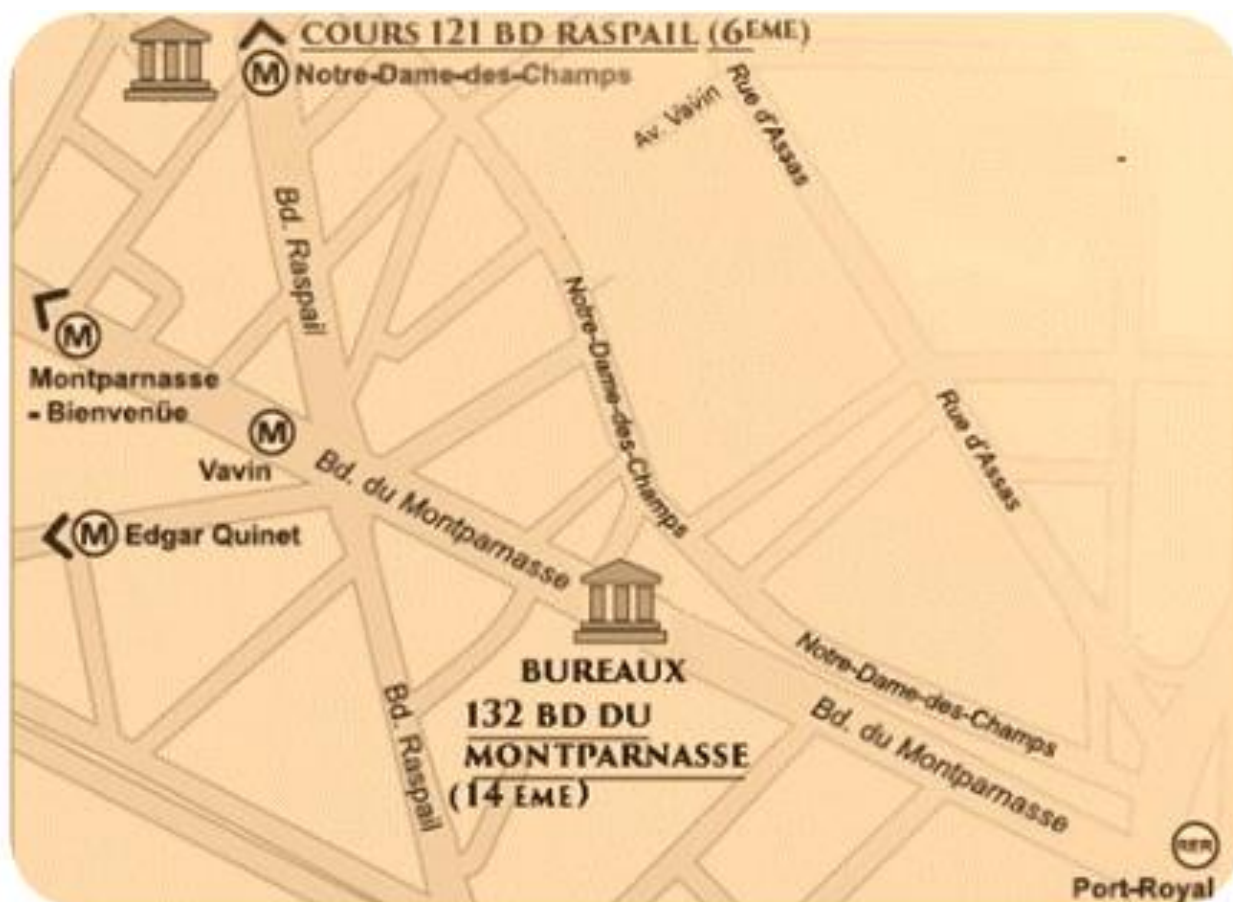 COURS 121 BD RASPAIL (6EME)
M Notre-Dame-des-Champs
Av. Vavin
Rue d'Assas
Bd. Raspail
Notre-Dame-des-Champs
M
Montparnasse
- Bienvenüe
M
Vavin
Bd. du Montparnasse
Rue d'Assas
M Edgar Quinet
BUREAUX
132 BD DU
MONTPARNASSE
(14 EME)
Bd. Raspail
Notre-Dame-des-Champs
Bd. du Montparnasse
RER
Port-Royal